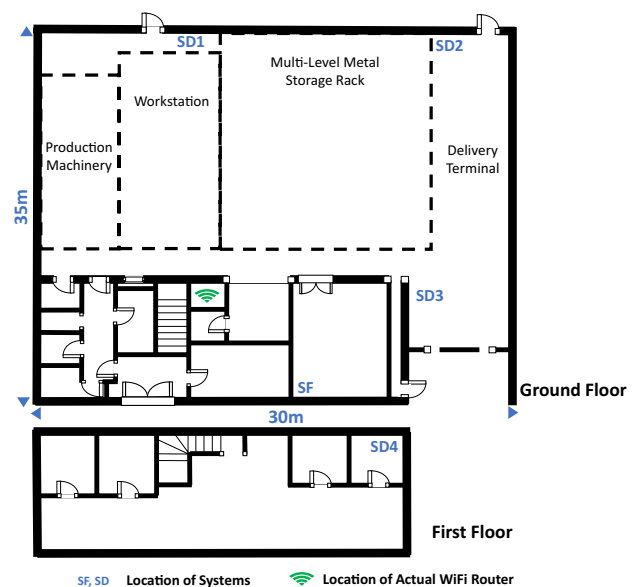 SD1
SD2
Multi-Level Metal
Storage Rack
Workstation
Production
Machinery
Delivery
Terminal
35m
SD3
SF
Ground Floor
30m
SD4
First Floor
SF, SD Location of Systems
Location of Actual WiFi Router